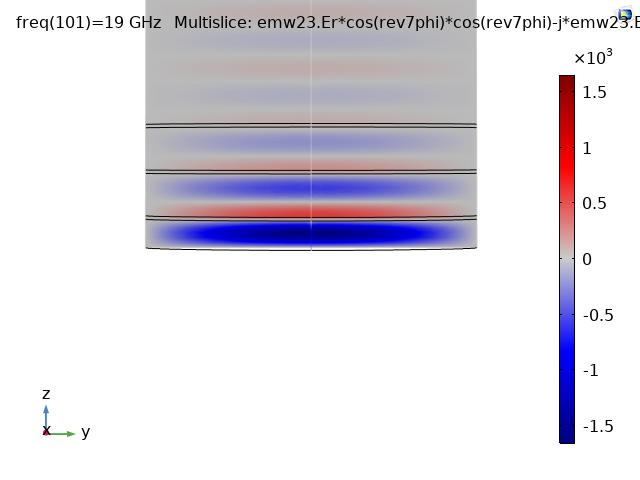 freq(101)=19 GHz Multislice: emw23.Er*cos(rev7phi)*cos(rev7phi)-j*emw23.E
×10³
1.5
1
0.5
0
-0.5
-1
-1.5
z
x y